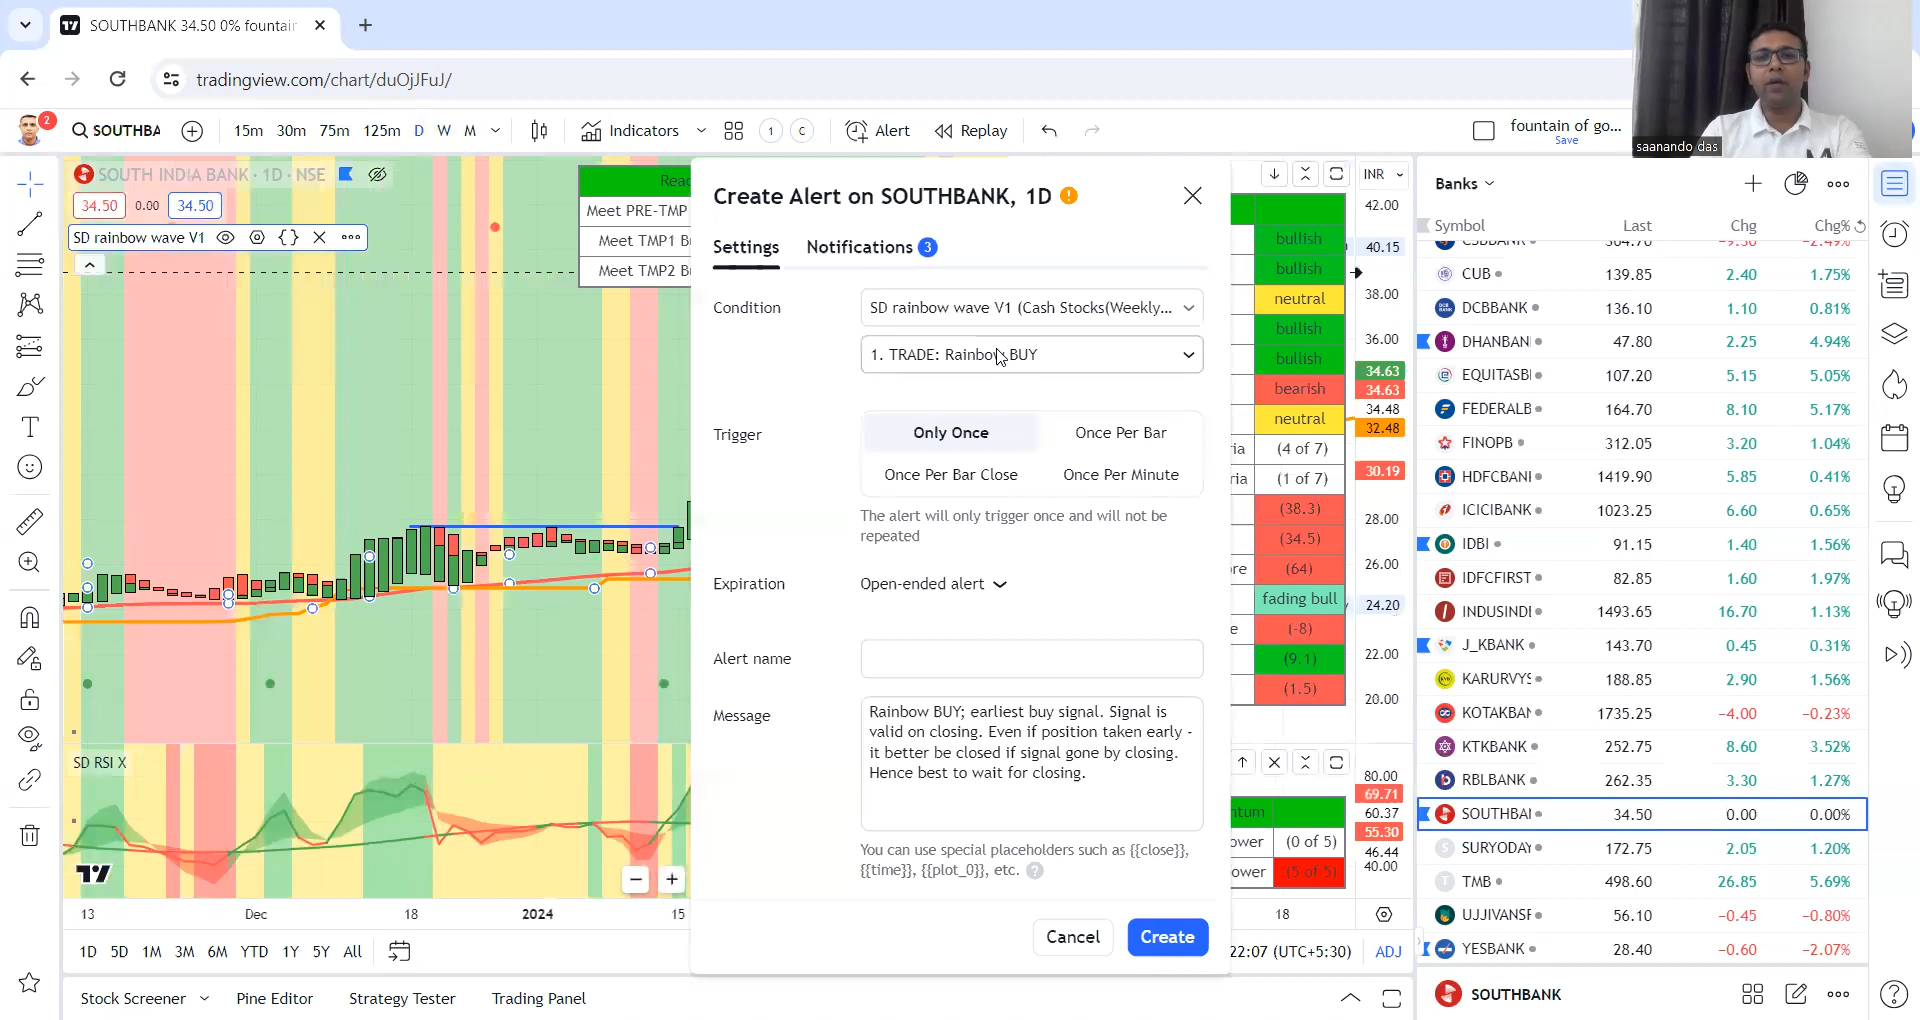 SOUTHBANK 34.50 0% fountain
tradingview.com/chart/duOjJFuJ/
2
SOUTHBA
15m 30m 75m 125m D W M
Indicators
1 C
Alert
Replay
fountain of go...
Save
saanando das
SOUTH INDIA BANK · 1D · NSE
34.50 0.00 34.50
SD rainbow wave V1
Meet PRE-TMP
Meet TMP1
Meet TMP2
Create Alert on SOUTHBANK, 1D
Settings
Notifications 3
Condition
SD rainbow wave V1 (Cash Stocks(Weekly...
1. TRADE: Rainbow BUY
Trigger
Only Once
Once Per Bar
Once Per Bar Close
Once Per Minute
The alert will only trigger once and will not be
repeated
Expiration
Open-ended alert
Alert name
Message
Rainbow BUY; earliest buy signal. Signal is
valid on closing. Even if position taken early -
it better be closed if signal gone by closing.
Hence best to wait for closing.
You can use special placeholders such as {{close}},
{{time}}, {{plot_0}}, etc.
Cancel
Create
bullish
bullish
neutral
bullish
bullish
bearish
neutral
(4 of 7)
(1 of 7)
(38.3)
(34.5)
(64)
fading bull
(-8)
(9.1)
(1.5)
(0 of 5)
(5 of 5)
INR
42.00
40.15
38.00
36.00
34.63
34.63
34.48
32.48
30.19
28.00
26.00
24.20
22.00
20.00
80.00
69.71
60.37
55.30
46.44
40.00
SD RSI X
13 Dec 18 2024 15 18
1D 5D 1M 3M 6M YTD 1Y 5Y All
22:07 (UTC+5:30)
ADJ
Stock Screener
Pine Editor
Strategy Tester
Trading Panel
Banks
Symbol Last Chg Chg%
CSBBANK 364.70 −9.30 −2.49%
CUB 139.85 2.40 1.75%
DCBBANK 136.10 1.10 0.81%
DHANBAN 47.80 2.25 4.94%
EQUITASB 107.20 5.15 5.05%
FEDERALB 164.70 8.10 5.17%
FINOPB 312.05 3.20 1.04%
HDFCBANI 1419.90 5.85 0.41%
ICICIBANK 1023.25 6.60 0.65%
IDBI 91.15 1.40 1.56%
IDFCFIRST 82.85 1.60 1.97%
INDUSINDI 1493.65 16.70 1.13%
J_KBANK 143.70 0.45 0.31%
KARURVYS 188.85 2.90 1.56%
KOTAKBAN 1735.25 −4.00 −0.23%
KTKBANK 252.75 8.60 3.52%
RBLBANK 262.35 3.30 1.27%
SOUTHBAI 34.50 0.00 0.00%
SURYODAY 172.75 2.05 1.20%
TMB 498.60 26.85 5.69%
UJJIVANSF 56.10 −0.45 −0.80%
YESBANK 28.40 −0.60 −2.07%
SOUTHBANK